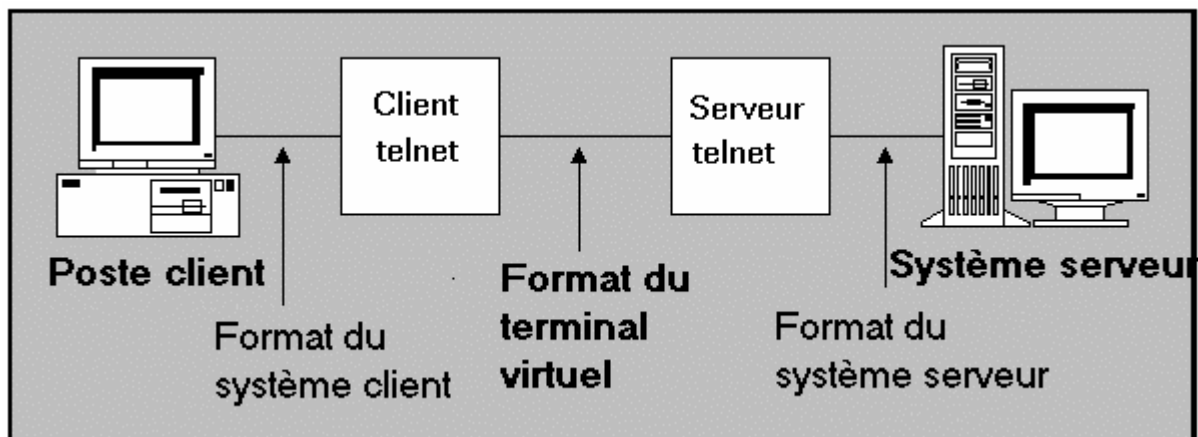 Client
telnet
Serveur
telnet
Poste client
Format du
système client
Format du
terminal
virtuel
Système serveur
Format du
système serveur